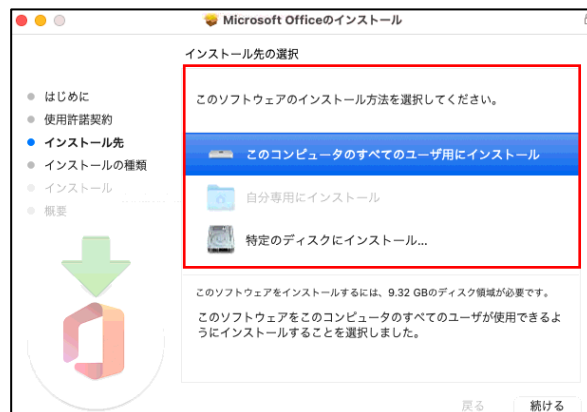 Microsoft Officeのインストール
インストール先の選択
はじめに
使用許諾契約
インストール先
インストールの種類
インストール
概要
このソフトウェアのインストール方法を選択してください。
このコンピュータのすべてのユーザ用にインストール
自分専用にインストール
特定のディスクにインストール...
このソフトウェアをインストールするには、9.32 GBのディスク領域が必要です。
このソフトウェアをこのコンピュータのすべてのユーザが使用できるよ
うにインストールすることを選択しました。
戻る
続ける